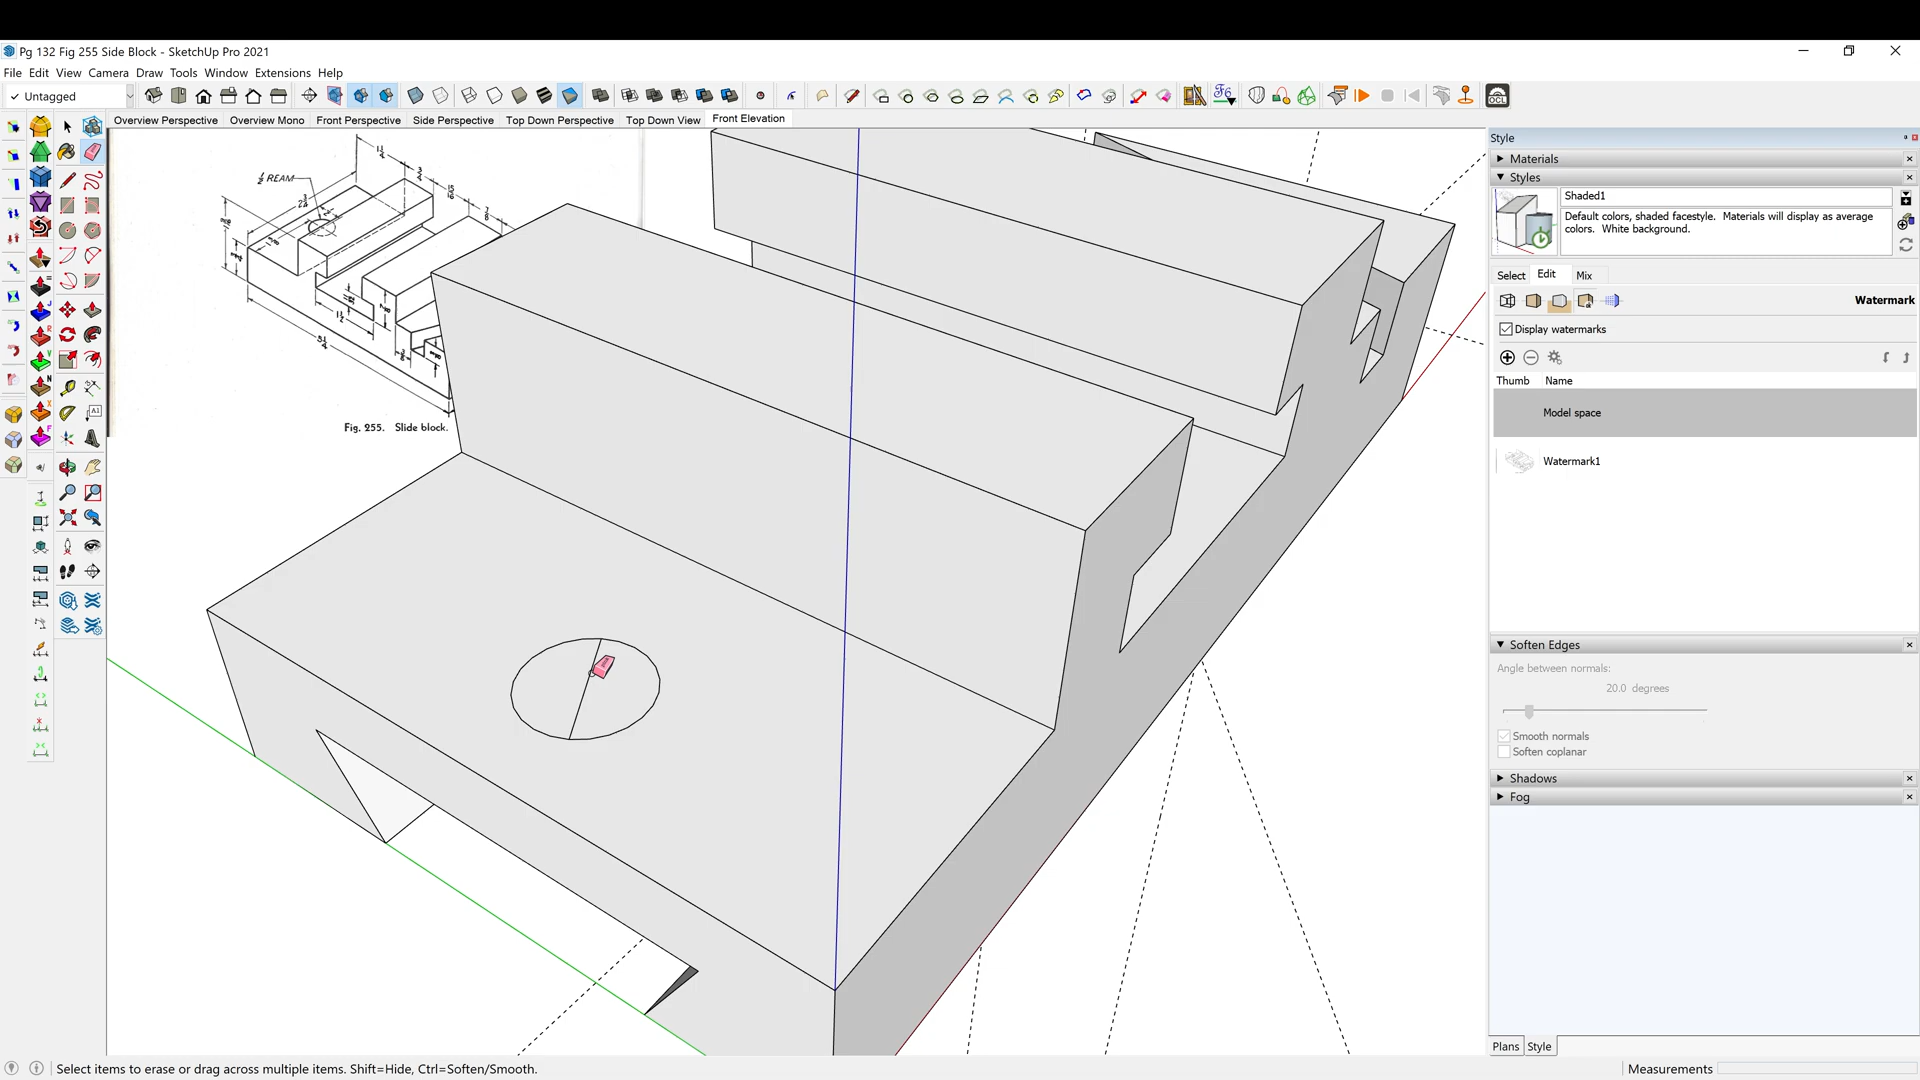 Pg 132 Fig 255 Side Block - SketchUp Pro 2021
File Edit View Camera Draw Tools Window Extensions Help
✓ Untagged
Overview Perspective Overview Mono Front Perspective Side Perspective Top Down Perspective Top Down View Front Elevation
Style
Materials
Styles
Shaded1
Default colors, shaded facestyle. Materials will display as average
colors. White background.
Select Edit Mix
Watermark
Display watermarks
Thumb Name
Model space
Watermark1
Soften Edges
Angle between normals:
20.0 degrees
Smooth normals
Soften coplanar
Shadows
Fog
½ REAM
Fig. 255. Slide block.
Plans Style
Select items to erase or drag across multiple items. Shift=Hide, Ctrl=Soften/Smooth.
Measurements